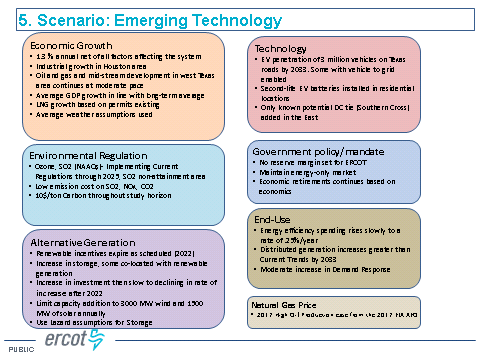 5. Scenario: Emerging Technology
Economic Growth
• 1.3 % annual net of all factors affecting the system
• Industrial growth in Houston area
• Oil and gas and mid-stream development in west Texas
area continues at moderate pace
• Average GDP growth in line with long-term average
• LNG growth based on permits existing
• Average weather assumptions used
Environmental Regulation
• Ozone, SO2 (NAAQs)- Implementing Current
Regulations through 2025, SO2 non-attainment area
• Low emission cost on SO2, NOx, CO2
• 10$/ton Carbon throughout study horizon
Alternative Generation
• Renewable incentives expire as scheduled (2022)
• Increase in storage, some co-located with renewable
generation
• Increase in investment then slow to declining in rate of
increase after 2022
• Limit capacity addition to 3000 MW wind and 1500
MW of solar annually
• Use Lazard assumptions for Storage
Technology
• EV penetration of 3 million vehicles on Texas
roads by 2033. Some with vehicle to grid
enabled
• Second-life EV batteries installed in residential
locations
• Only known potential DC tie (Southern Cross)
added in the East
Government policy/mandate
• No reserve margin set for ERCOT
• Maintain energy-only market
• Economic retirements continues based on
economics
End-Use
• Energy efficiency spending rises slowly to a
rate of .25%/year
• Distributed generation increases greater than
Current Trends by 2033
• Moderate increase in Demand Response
Natural Gas Price
• 2017 High Oil Production case from the 2017 EIA AEO
ercot
PUBLIC